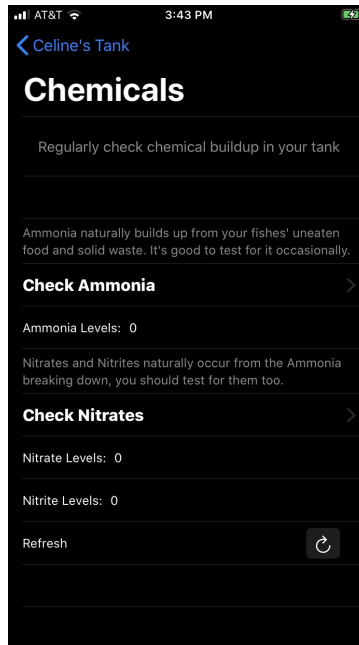 AT&T 3:43 PM
Celine's Tank
Chemicals
Regularly check chemical buildup in your tank
Ammonia naturally builds up from your fishes' uneaten
food and solid waste. It's good to test for it occasionally.
Check Ammonia
Ammonia Levels: 0
Nitrates and Nitrites naturally occur from the Ammonia
breaking down, you should test for them too.
Check Nitrates
Nitrate Levels: 0
Nitrite Levels: 0
Refresh